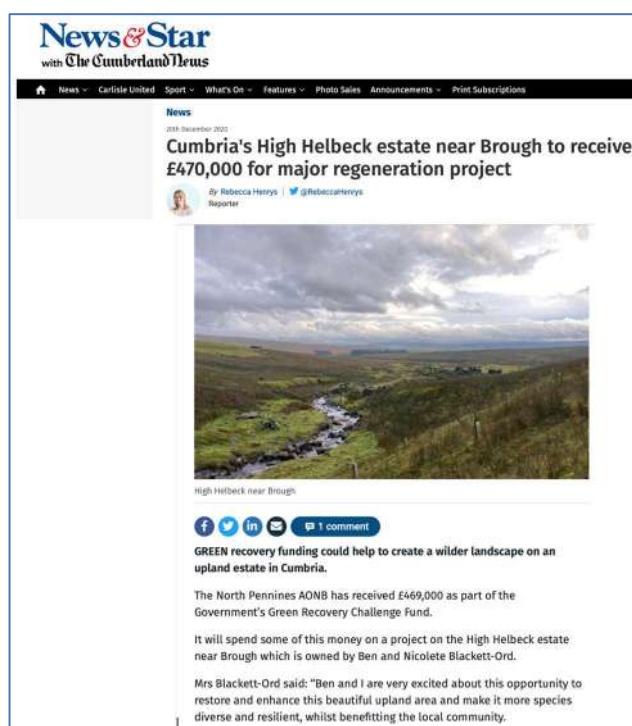 News&Star
with The Cumberland News
News Carlisle United Sport What's On Features Photo Sales Announcements Print Subscriptions
News
20th December 2020
Cumbria's High Helbeck estate near Brough to receive
£470,000 for major regeneration project
By Rebecca Henrys | @RebeccaHenrys
Reporter
High Helbeck near Brough
1 comment
GREEN recovery funding could help to create a wilder landscape on an
upland estate in Cumbria.
The North Pennines AONB has received £469,000 as part of the
Government's Green Recovery Challenge Fund.
It will spend some of this money on a project on the High Helbeck estate
near Brough which is owned by Ben and Nicolete Blackett-Ord.
Mrs Blackett-Ord said: "Ben and I are very excited about this opportunity to
restore and enhance this beautiful upland area and make it more species
diverse and resilient, whilst benefitting the local community.